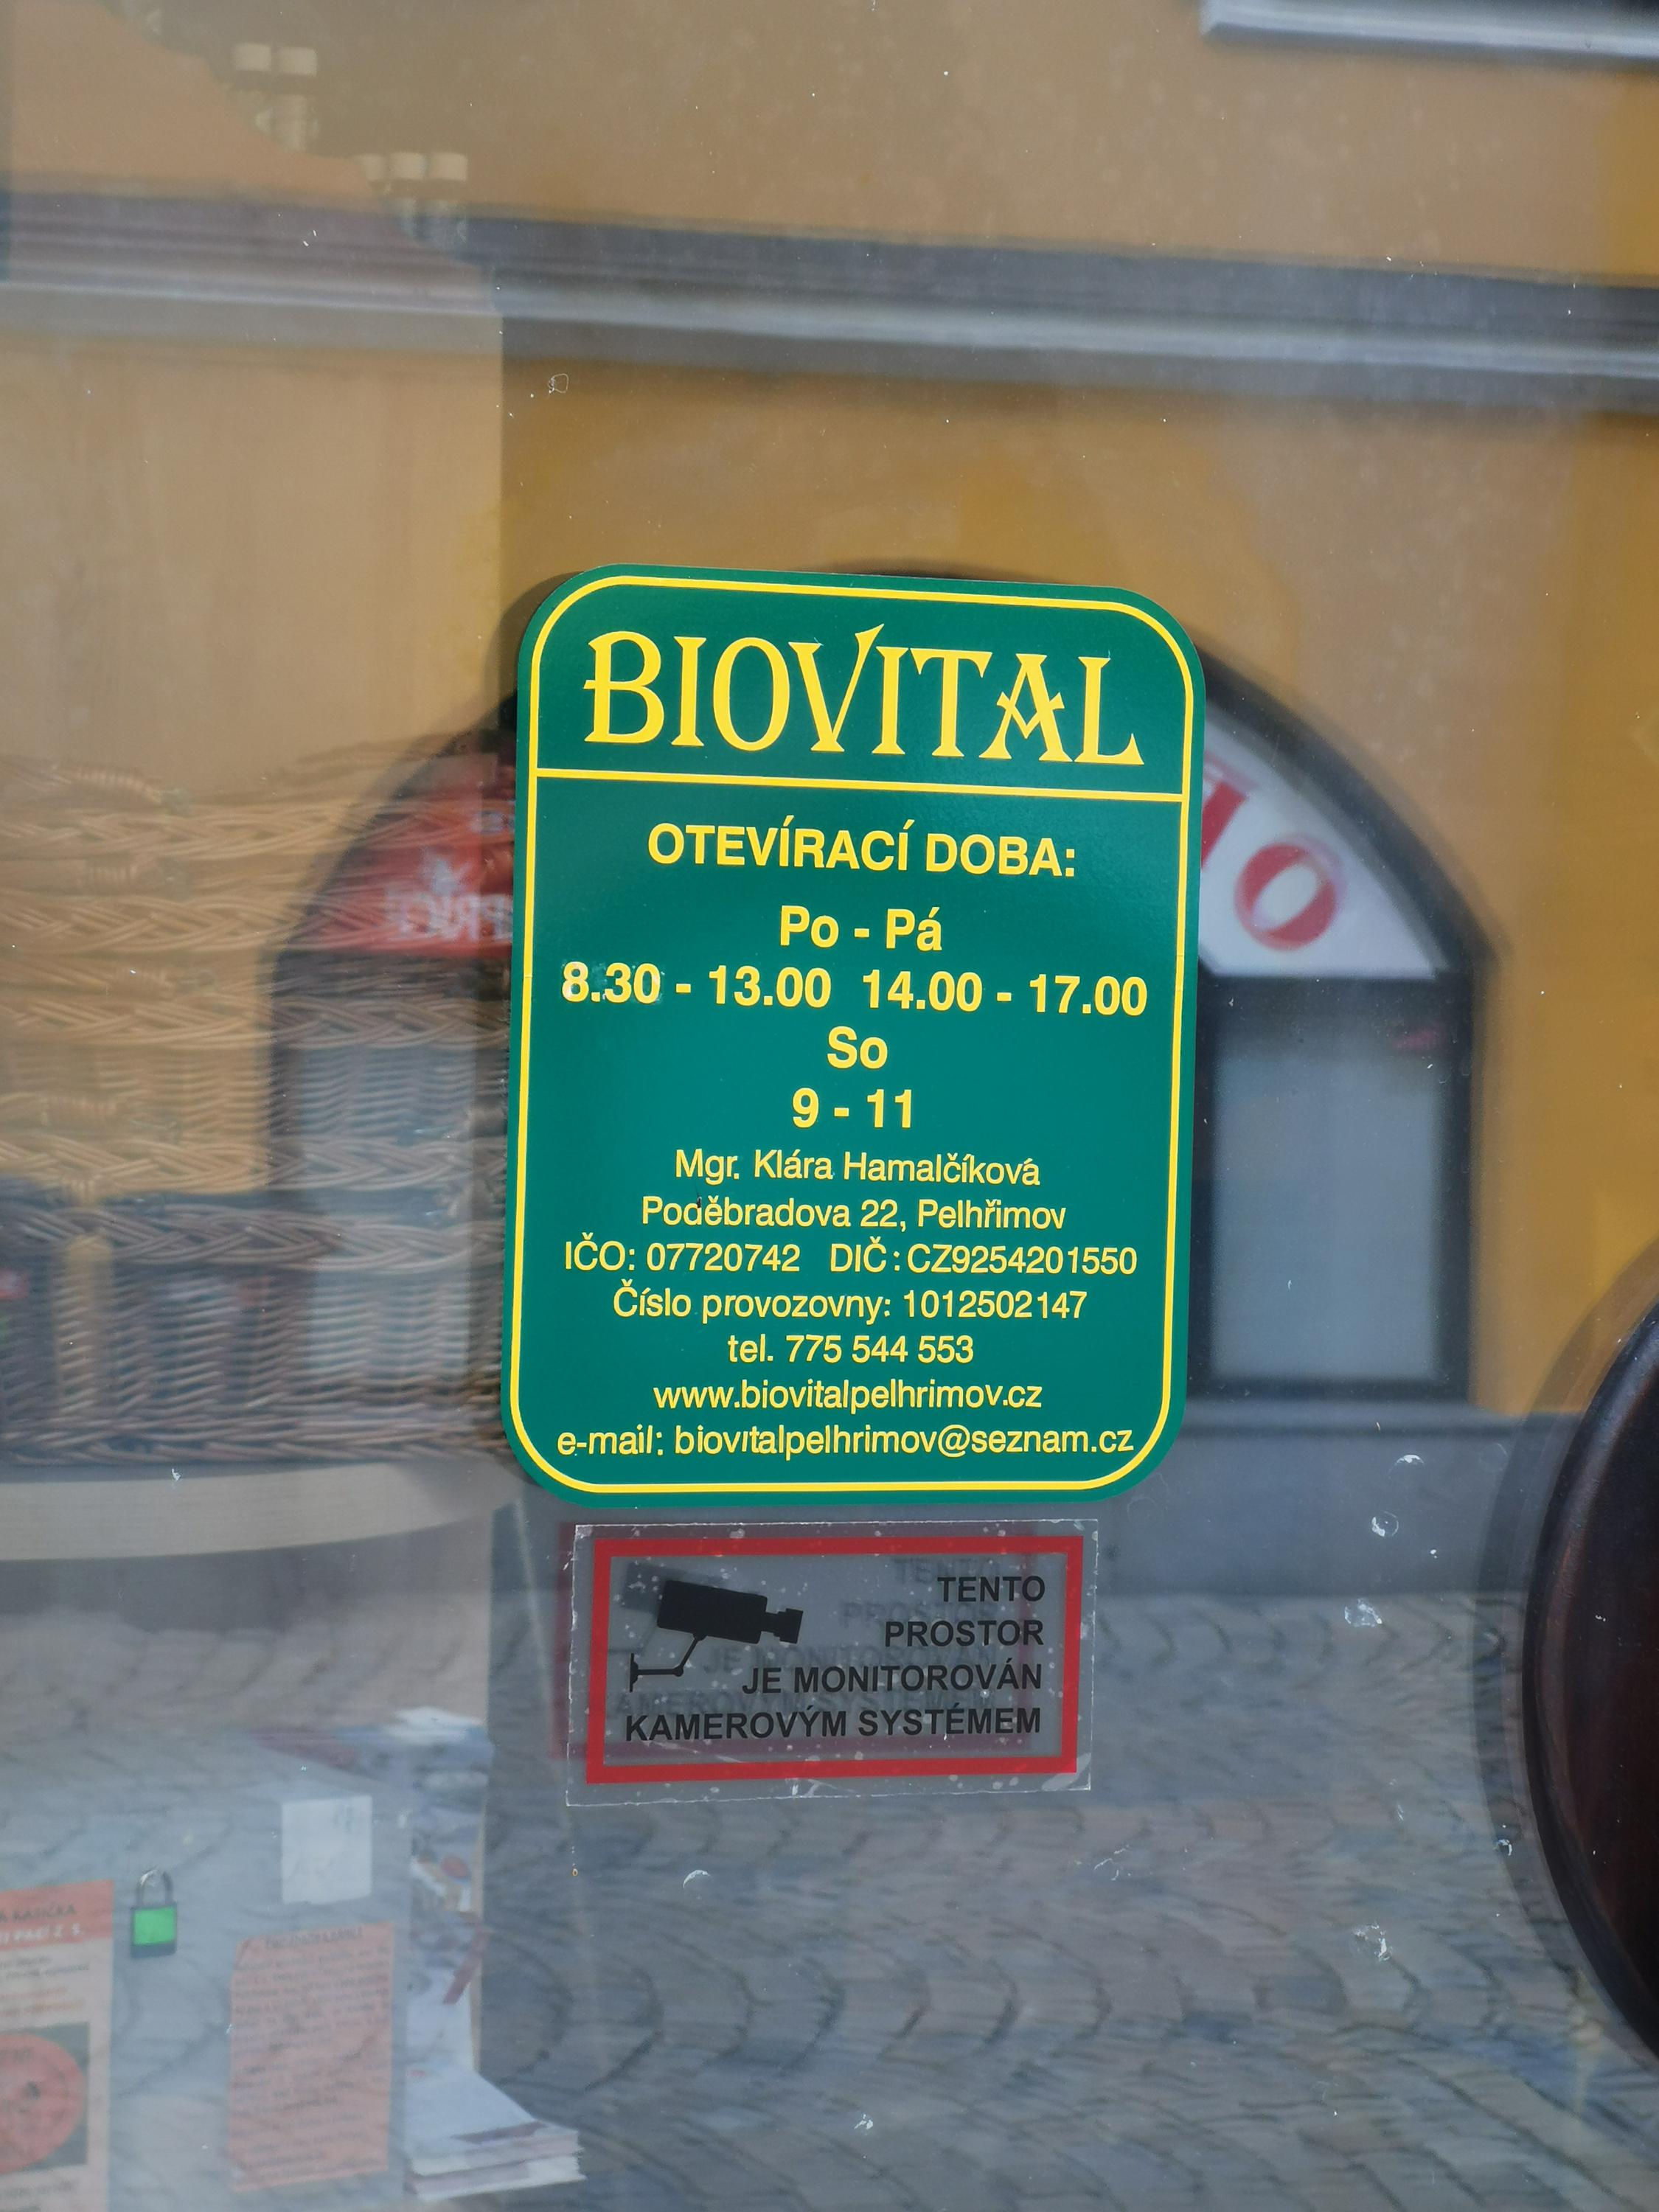 BIOVITAL
OTEVÍRACÍ DOBA:
Po - Pá
8.30 - 13.00 14.00 - 17.00
So
9 - 11
Mgr. Klára Hamalčíková
Poděbradova 22, Pelhřimov
IČO: 07720742 DIČ: CZ9254201550
Číslo provozovny: 1012502147
tel. 775 544 553
www.biovitalpelhrimov.cz
e-mail: biovitalpelhrimov@seznam.cz
TENTO
PROSTOR
JE MONITOROVÁN
KAMEROVÝM SYSTÉMEM